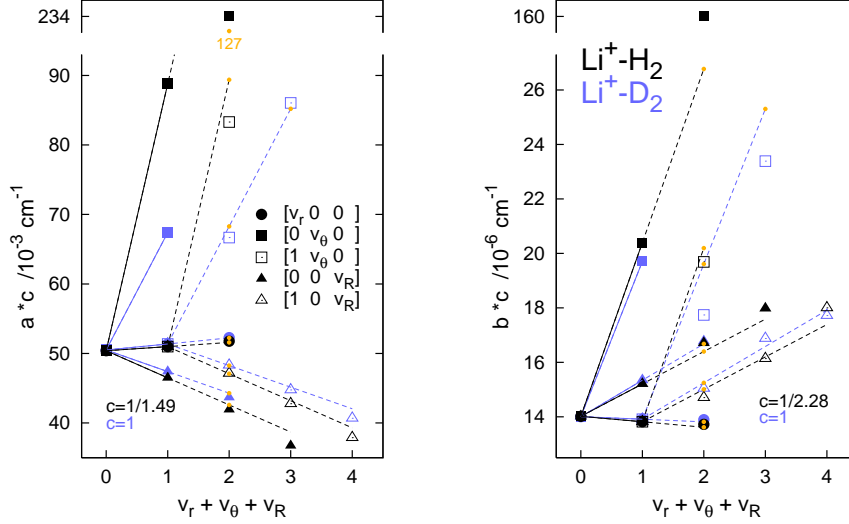 234
127
90
80
70
60
50
40
a *c /10⁻³ cm⁻¹
[vᵣ 0 0 ]
[0 v_θ 0 ]
[1 v_θ 0 ]
[0 0 v_R]
[1 0 v_R]
c=1/1.49
c=1
0 1 2 3 4
vᵣ + v_θ + v_R
160
Li⁺-H₂
Li⁺-D₂
26
24
22
20
18
16
14
b *c /10⁻⁶ cm⁻¹
c=1/2.28
c=1
0 1 2 3 4
vᵣ + v_θ + v_R